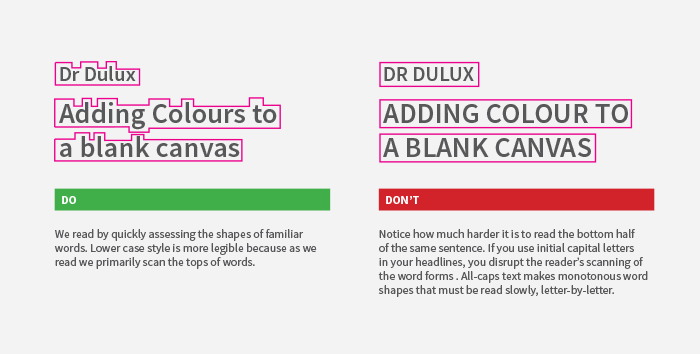 Dr Dulux
Adding Colours to
a blank canvas
DO
We read by quickly assessing the shapes of familiar
words. Lower case style is more legible because as we
read we primarily scan the tops of words.
DR DULUX
ADDING COLOUR TO
A BLANK CANVAS
DON'T
Notice how much harder it is to read the bottom half
of the same sentence. If you use initial capital letters
in your headlines, you disrupt the reader's scanning of
the word forms . All-caps text makes monotonous word
shapes that must be read slowly, letter-by-letter.